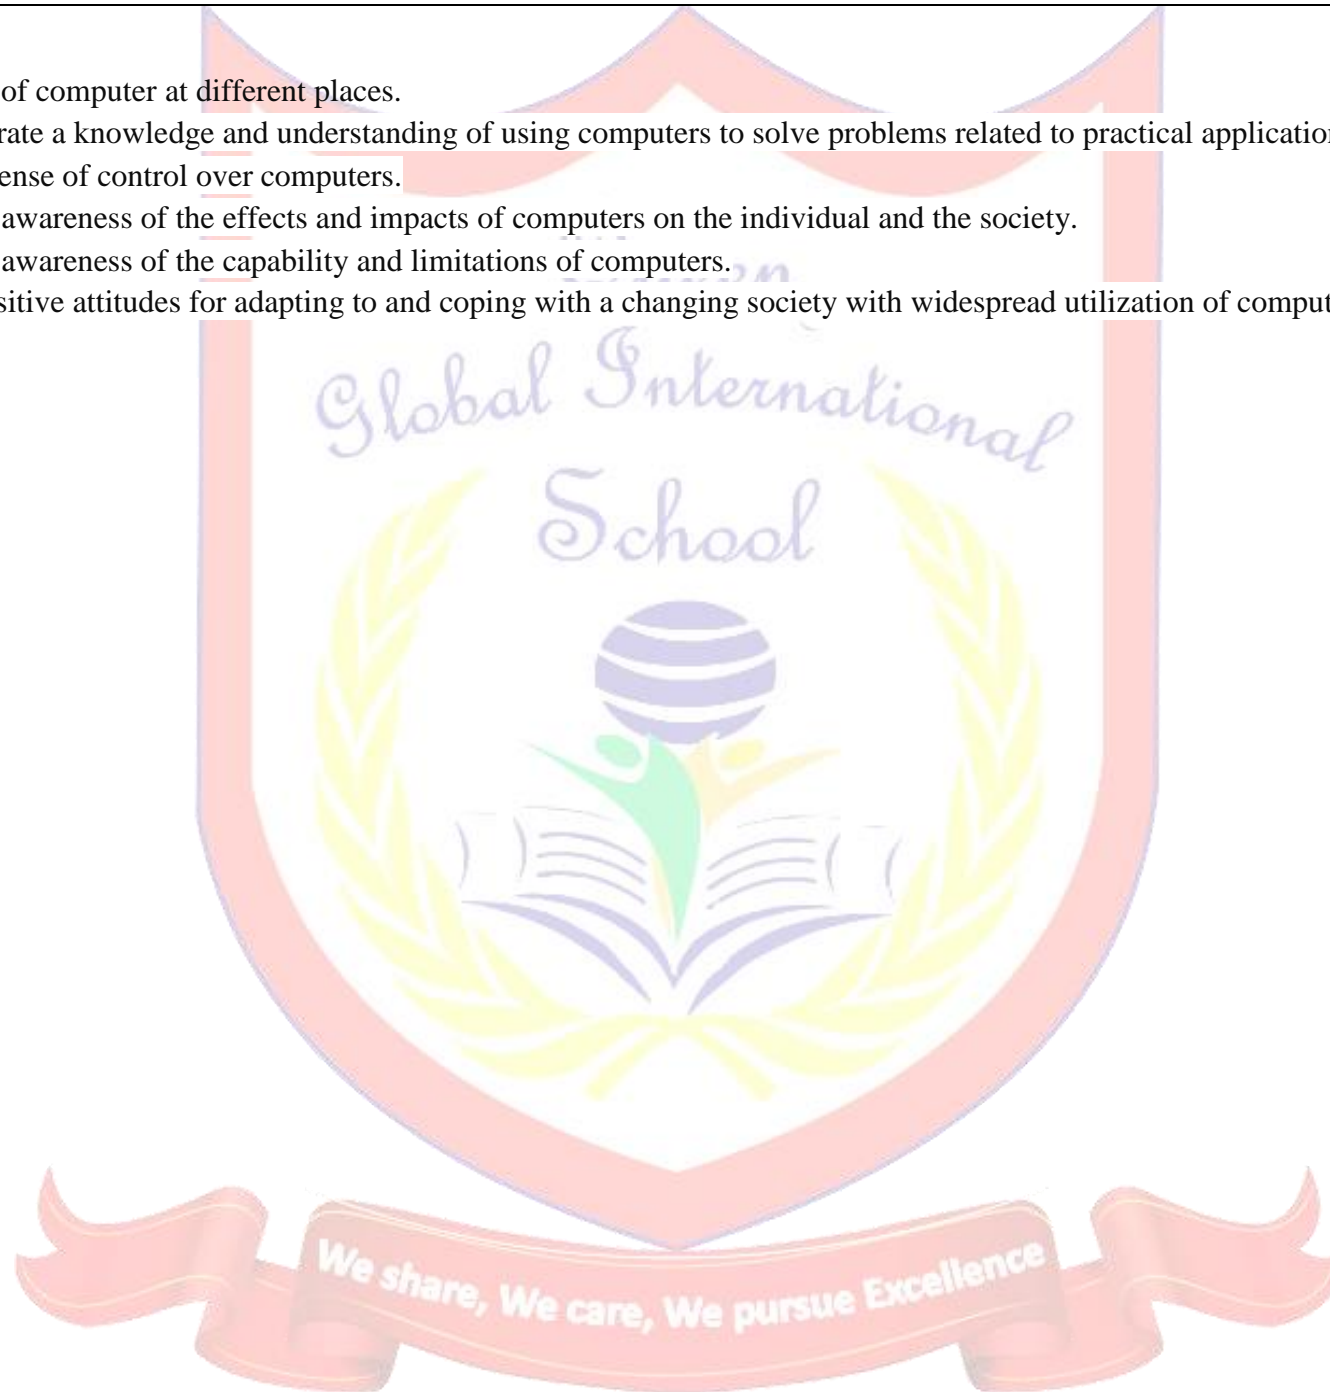 of computer at different places.
rate a knowledge and understanding of using computers to solve problems related to practical application
ense of control over computers.
awareness of the effects and impacts of computers on the individual and the society.
awareness of the capability and limitations of computers.
sitive attitudes for adapting to and coping with a changing society with widespread utilization of comput
Global International
School
We share, We care, We pursue Excellence